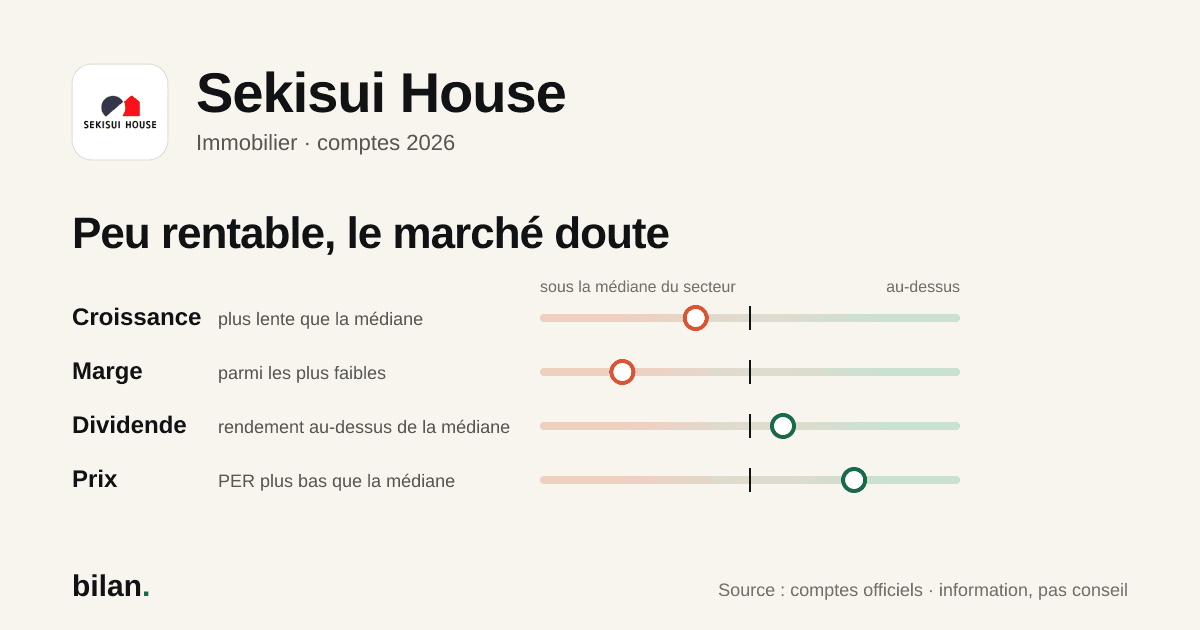 SEKISUI HOUSE
Sekisui House
Immobilier · comptes 2026
Peu rentable, le marché doute
sous la médiane du secteur au-dessus
Croissance plus lente que la médiane
Marge parmi les plus faibles
Dividende rendement au-dessus de la médiane
Prix PER plus bas que la médiane
bilan.
Source : comptes officiels · information, pas conseil